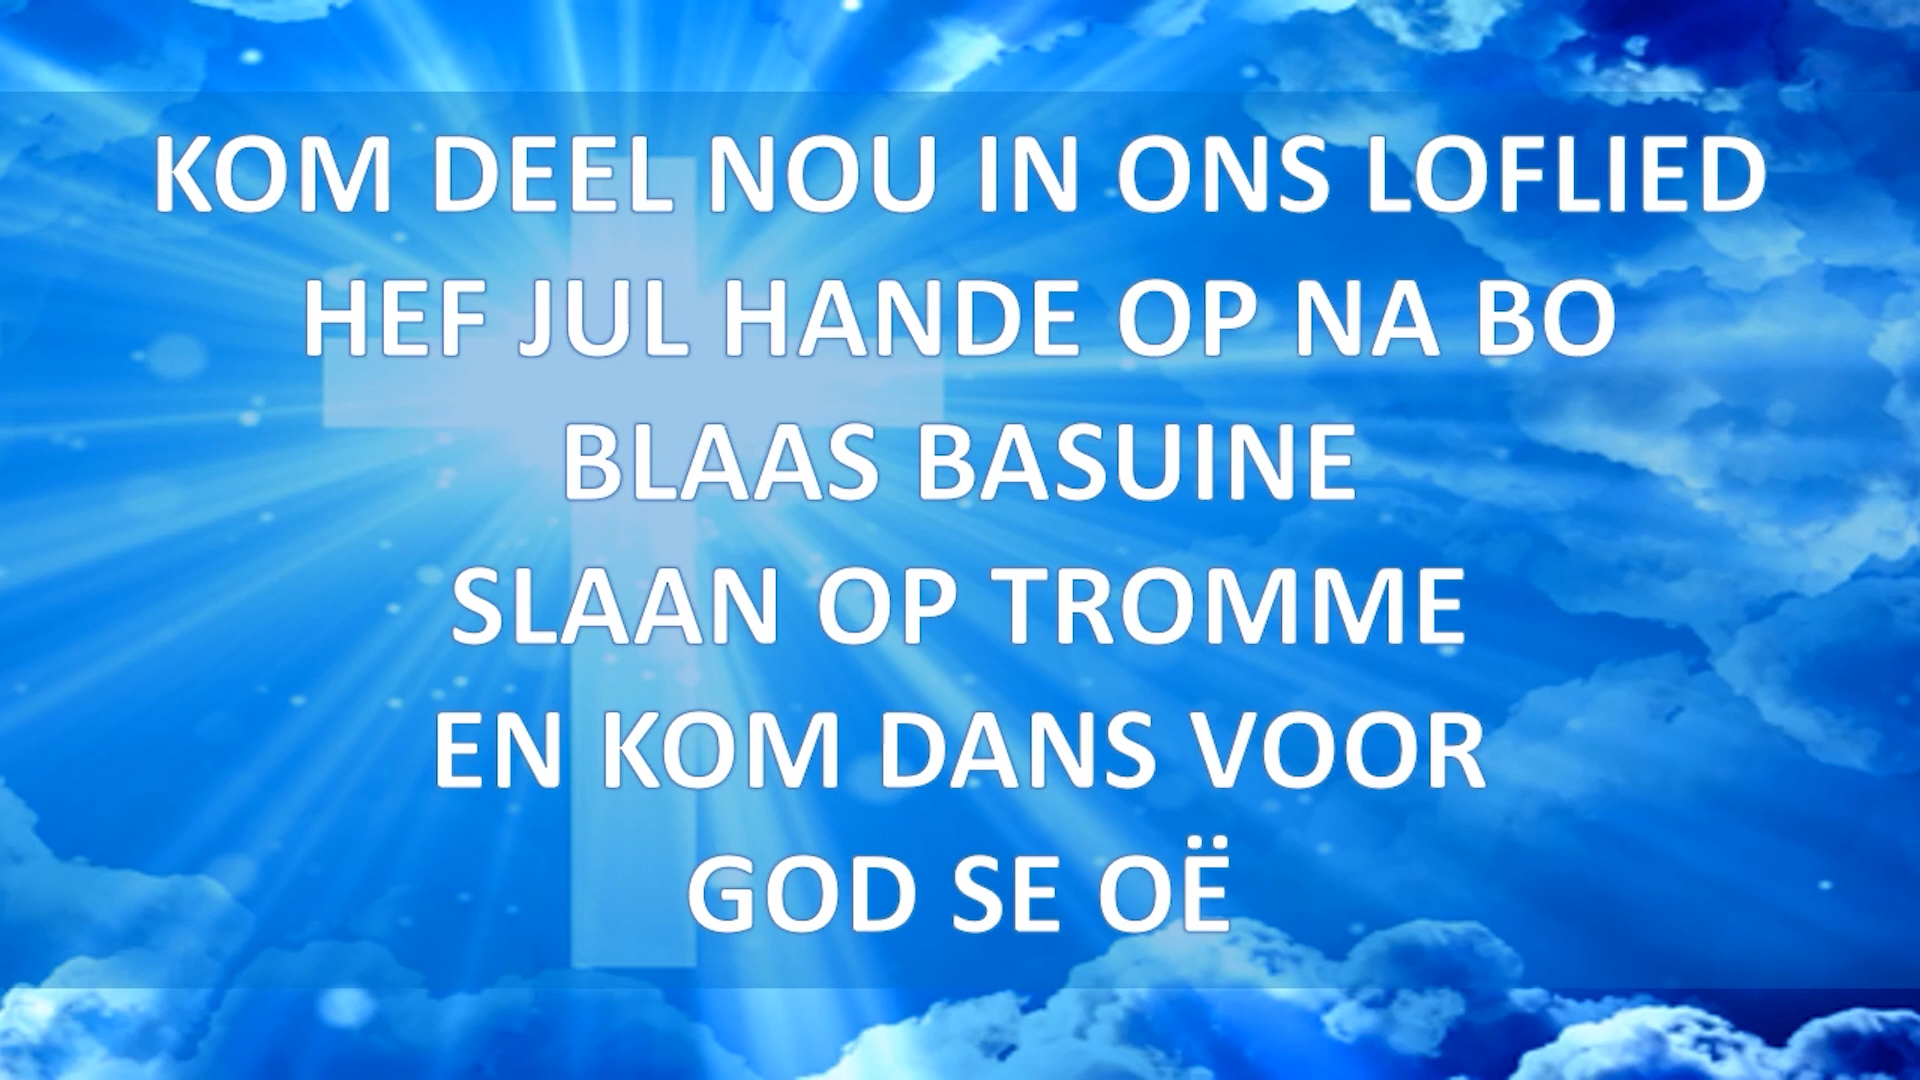 KOM DEEL NOU IN ONS LOFLIED
HEF JUL HANDE OP NA BO
BLAAS BASUINE
SLAAN OP TROMME
EN KOM DANS VOOR
GOD SE OË